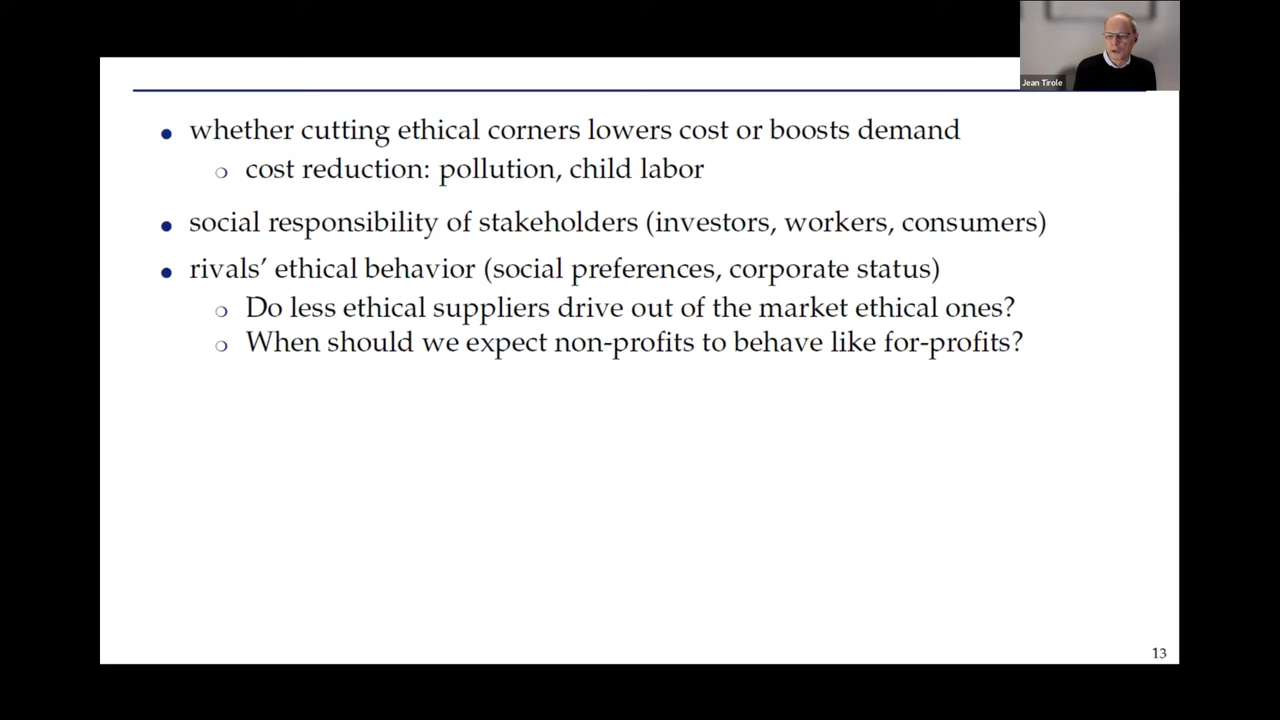 Jean Tirole
• whether cutting ethical corners lowers cost or boosts demand
○ cost reduction: pollution, child labor
• social responsibility of stakeholders (investors, workers, consumers)
• rivals’ ethical behavior (social preferences, corporate status)
○ Do less ethical suppliers drive out of the market ethical ones?
○ When should we expect non-profits to behave like for-profits?
13